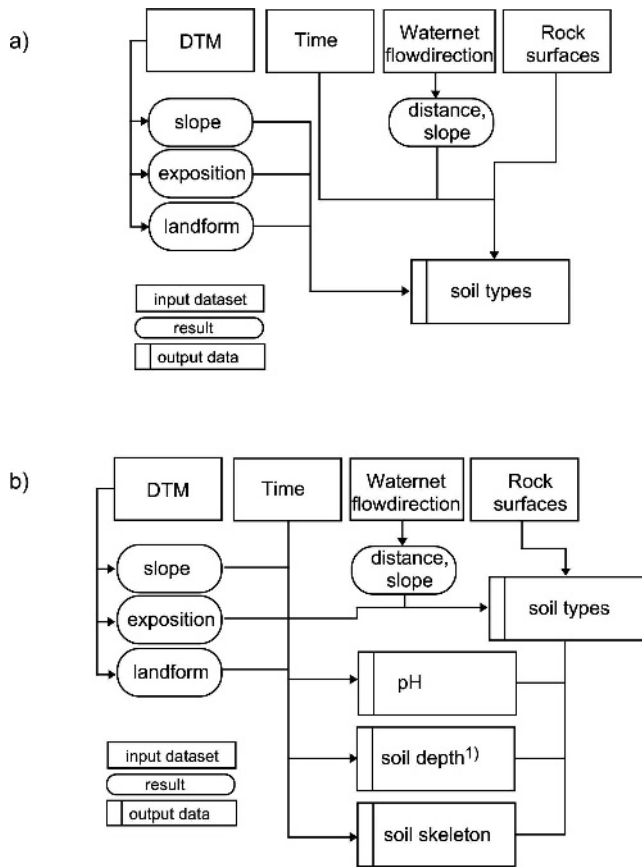 a)
DTM
Time
Waternet
flowdirection
Rock
surfaces
slope
exposition
landform
distance,
slope
soil types
input dataset
result
output data
b)
DTM
Time
Waternet
flowdirection
Rock
surfaces
slope
exposition
landform
distance,
slope
soil types
pH
soil depth1)
soil skeleton
input dataset
result
output data